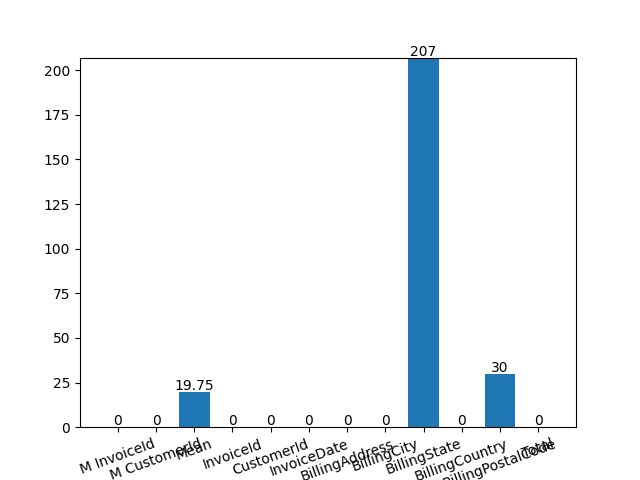 207
200
175
150
125
100
75
50
25
0
19.75
30
0 0 0 0 0 0 0 0 0
M InvoiceId
M CustomerId
Mean
InvoiceId
CustomerId
InvoiceDate
BillingAddress
BillingCity
BillingState
BillingCountry
BillingPostalCode
Total